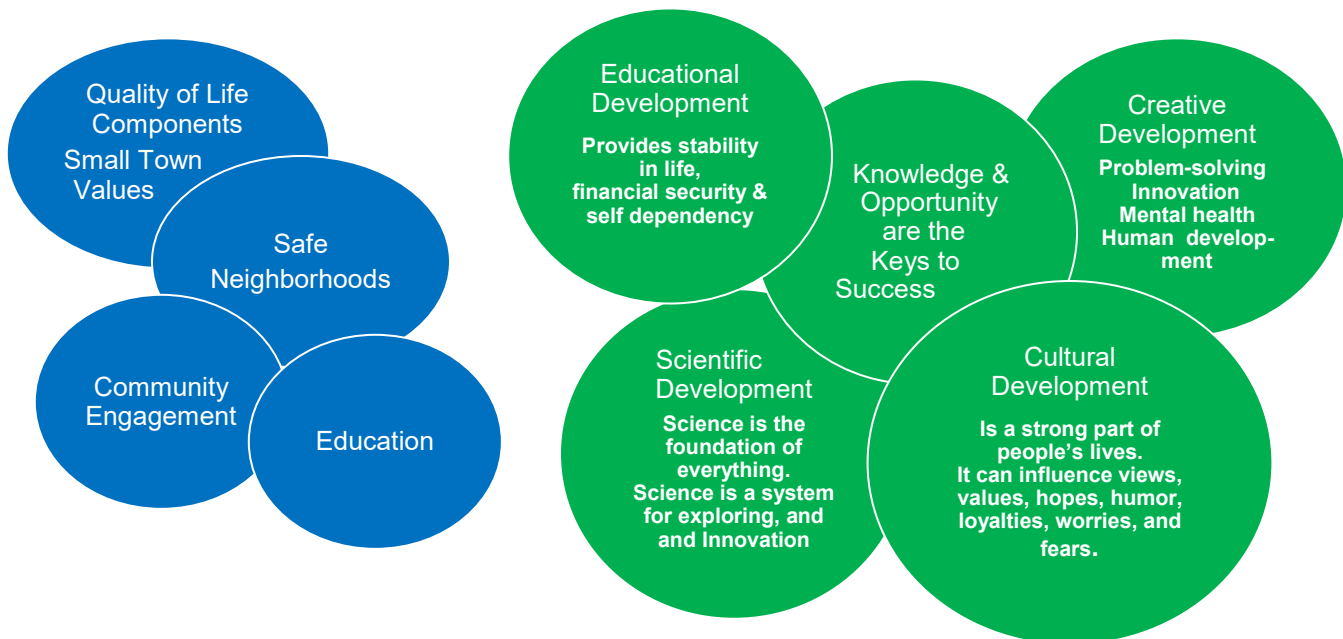 Quality of Life
Components
Small Town
Values
Safe
Neighborhoods
Community
Engagement
Education
Educational
Development
Provides stability
in life,
financial security &
self dependency
Knowledge &
Opportunity
are the
Keys to
Success
Creative
Development
Problem-solving
Innovation
Mental health
Human develop-
ment
Scientific
Development
Science is the
foundation of
everything.
Science is a system
for exploring, and
and Innovation
Cultural
Development
Is a strong part of
people’s lives.
It can influence views,
values, hopes, humor,
loyalties, worries, and
fears.